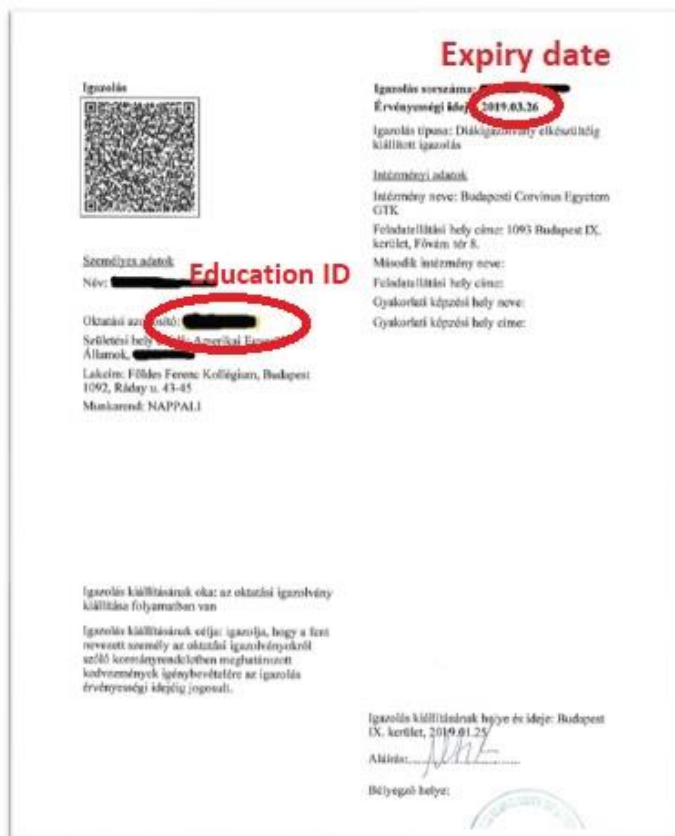 Expiry date
Igazolás
Igazolás sorszáma:
Érvényességi idej 2019.03.26
Igazolás típusa: Diákigazolvány elkészültéig
kiállított igazolás
Intézményi adatok
Intézmény neve: Budapesti Corvinus Egyetem
GTK
Feladatellátási hely címe: 1093 Budapest IX.
kerület, Fővám tér 8.
Második intézmény neve:
Feladatellátási hely címe:
Gyakorlati képzési hely neve:
Gyakorlati képzési hely címe:
Személyes adatok
Education ID
Név:
Oktatási azonosító:
Születési hely Amerikai
Államok,
Lakcím: Földes Ferenc Kollégium, Budapest
1092, Ráday u. 43-45
Munkarend: NAPPALI
Igazolás kiállításának oka: az oktatási igazolvány
kiállítása folyamatban van
Igazolás kiállításának célja: igazolja, hogy a fent
nevezett személy az oktatási igazolványokról
szóló kormányrendeletben meghatározott
kedvezmények igénybevételére az igazolás
érvényességi idejéig jogosult.
Igazolás kiállításának helye és ideje: Budapest
IX. kerület, 2019.01.25
Aláírás:
Bélyegző helye: